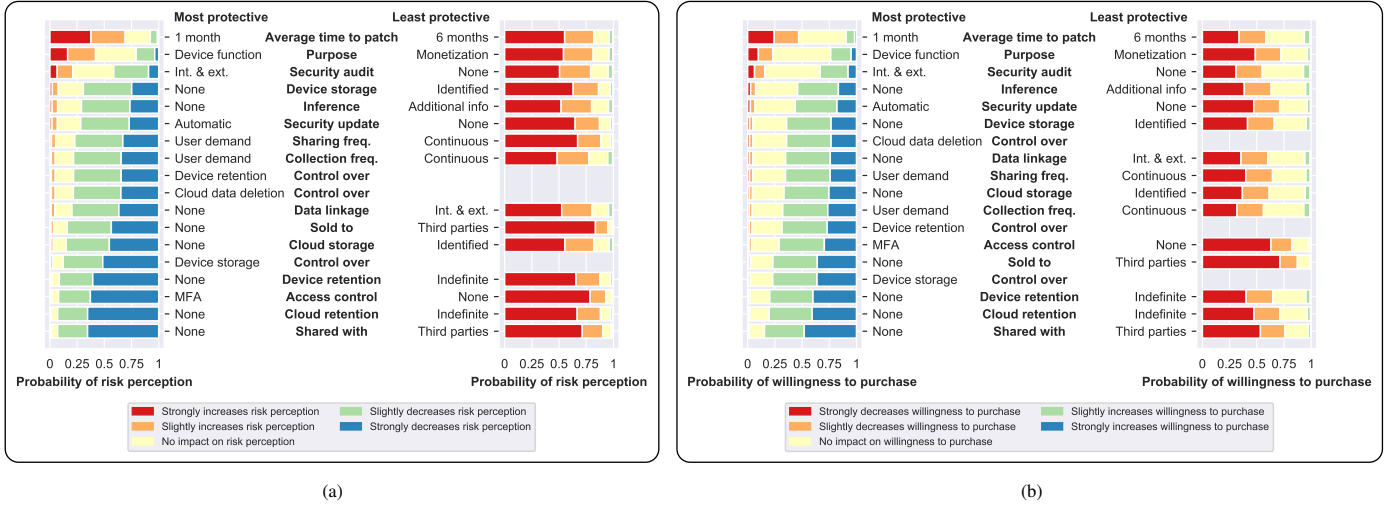 Most protective Least protective
1 month Average time to patch 6 months
Device function Purpose Monetization
Int. & ext. Security audit None
None Device storage Identified
None Inference Additional info
Automatic Security update None
User demand Sharing freq. Continuous
User demand Collection freq. Continuous
Device retention Control over
Cloud data deletion Control over
None Data linkage Int. & ext.
None Sold to Third parties
None Cloud storage Identified
Device storage Control over
None Device retention Indefinite
MFA Access control None
None Cloud retention Indefinite
None Shared with Third parties
0 0.25 0.5 0.75 1 0 0.25 0.5 0.75 1
Probability of risk perception Probability of risk perception
Strongly increases risk perception Slightly decreases risk perception
Slightly increases risk perception Strongly decreases risk perception
No impact on risk perception
(a)
Most protective Least protective
1 month Average time to patch 6 months
Device function Purpose Monetization
Int. & ext. Security audit None
None Inference Additional info
Automatic Security update None
None Device storage Identified
Cloud data deletion Control over
None Data linkage Int. & ext.
User demand Sharing freq. Continuous
None Cloud storage Identified
User demand Collection freq. Continuous
Device retention Control over
MFA Access control None
None Sold to Third parties
Device storage Control over
None Device retention Indefinite
None Cloud retention Indefinite
None Shared with Third parties
0 0.25 0.5 0.75 1 0 0.25 0.5 0.75 1
Probability of willingness to purchase Probability of willingness to purchase
Strongly decreases willingness to purchase Slightly increases willingness to purchase
Slightly decreases willingness to purchase Strongly increases willingness to purchase
No impact on willingness to purchase
(b)